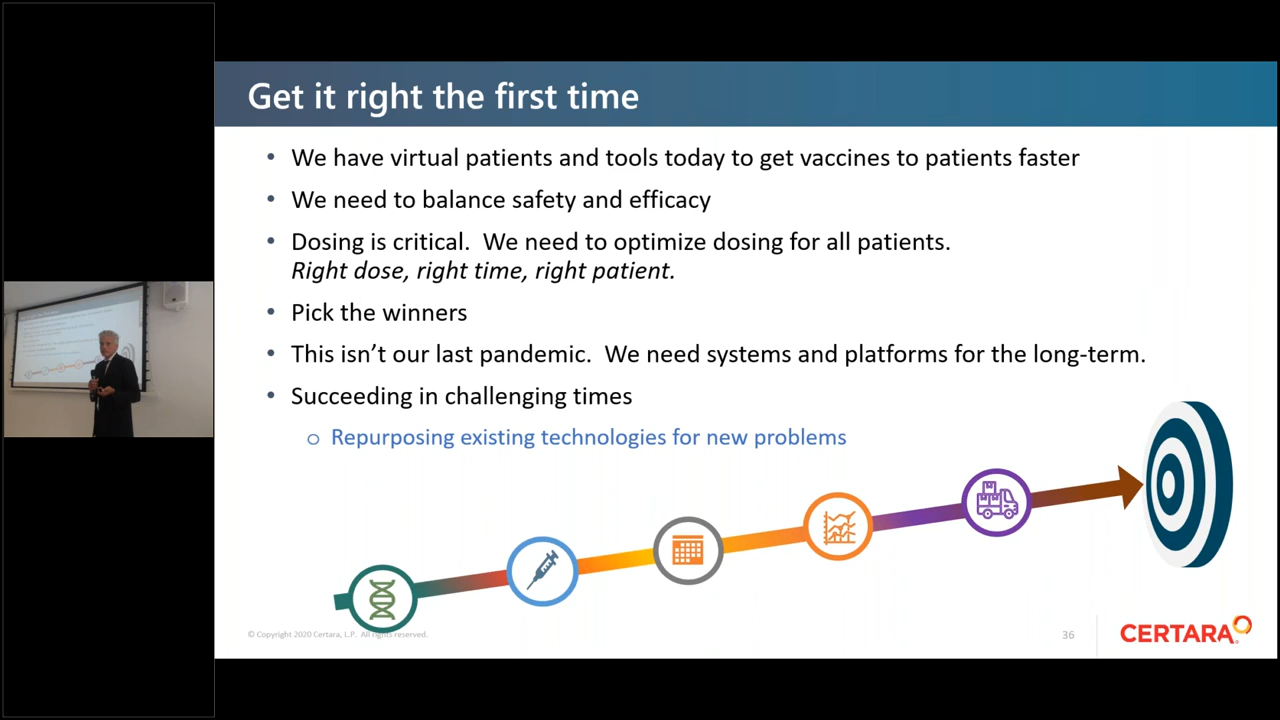 Get it right the first time
• We have virtual patients and tools today to get vaccines to patients faster
• We need to balance safety and efficacy
• Dosing is critical.  We need to optimize dosing for all patients.
Right dose, right time, right patient.
• Pick the winners
• This isn't our last pandemic.  We need systems and platforms for the long-term.
• Succeeding in challenging times
o Repurposing existing technologies for new problems
© Copyright 2020 Certara, L.P.  All rights reserved.
36
CERTARA